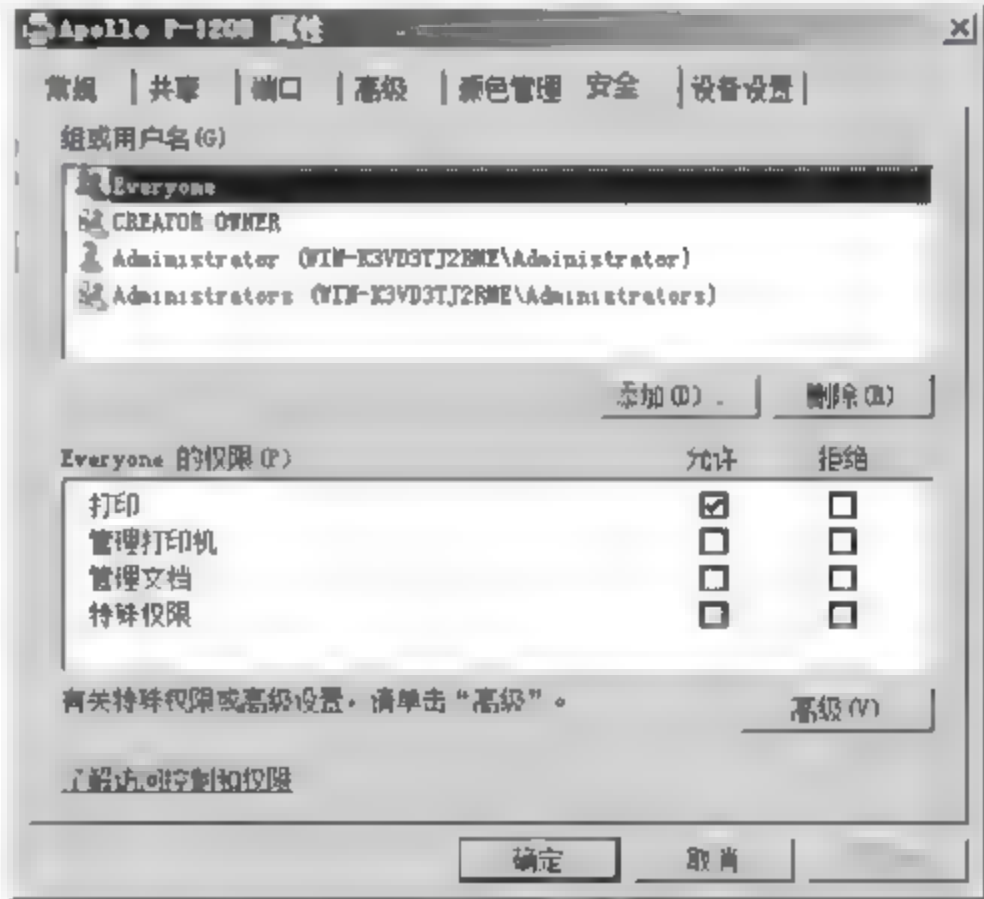 Apollo P-1200 属性
常规 共享 端口 高级 颜色管理 安全 设备设置
组或用户名(G)
Everyone
CREATOR OWNER
Administrator (WIN-K3VD3TJ2RME\Administrator)
Administrators (WIN-K3VD3TJ2RME\Administrators)
添加(D) . 删除(R)
Everyone 的权限(P) 允许 拒绝
打印
管理打印机
管理文档
特殊权限
有关特殊权限或高级设置，请单击“高级”。
高级(V)
了解访问控制和权限
确定 取消